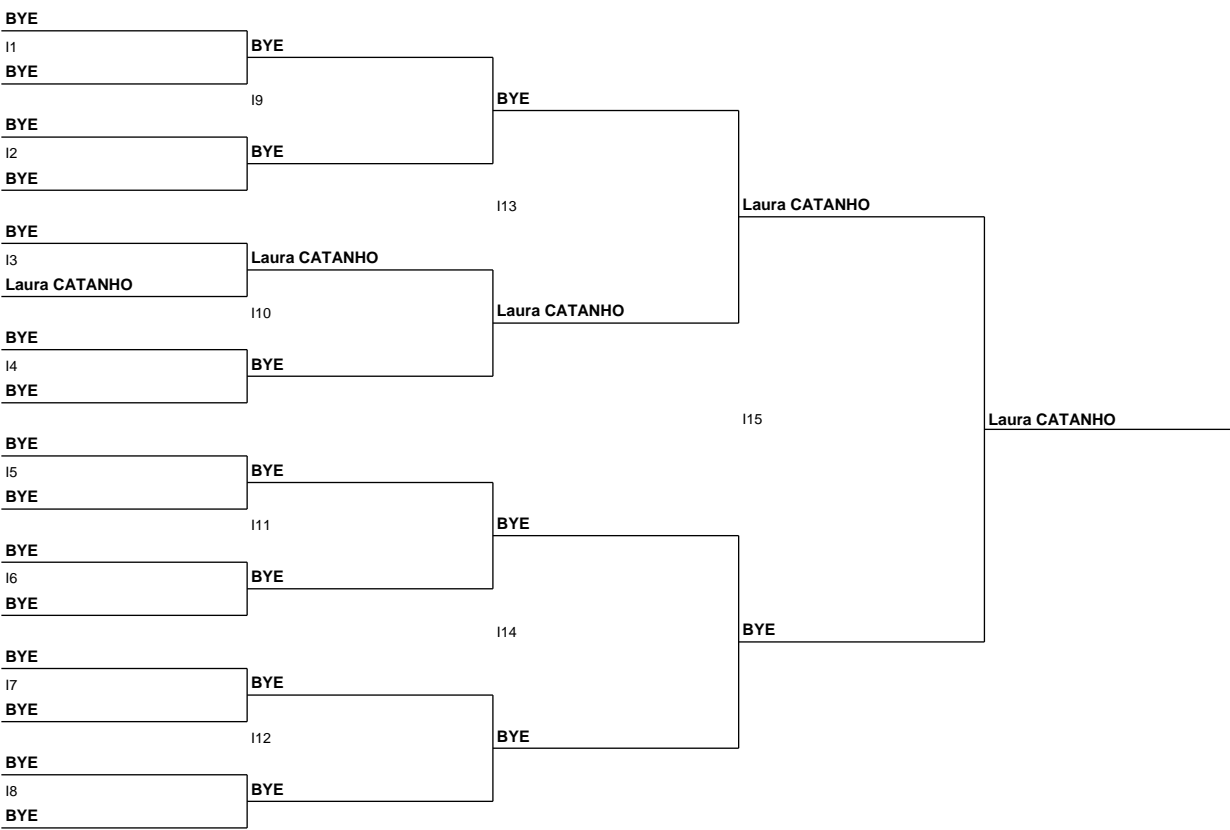 BYE
I1
BYE
BYE
I9
BYE
BYE
I2
BYE
BYE
I13
Laura CATANHO
BYE
I3
Laura CATANHO
Laura CATANHO
I10
Laura CATANHO
BYE
I4
BYE
BYE
I15
Laura CATANHO
BYE
I5
BYE
BYE
I11
BYE
BYE
I6
BYE
BYE
I14
BYE
BYE
I7
BYE
BYE
I12
BYE
BYE
I8
BYE
BYE